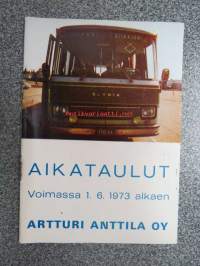 AIKATAULUT
Voimassa 1. 6. 1973 alkaen
ARTTURI ANTTILA OY